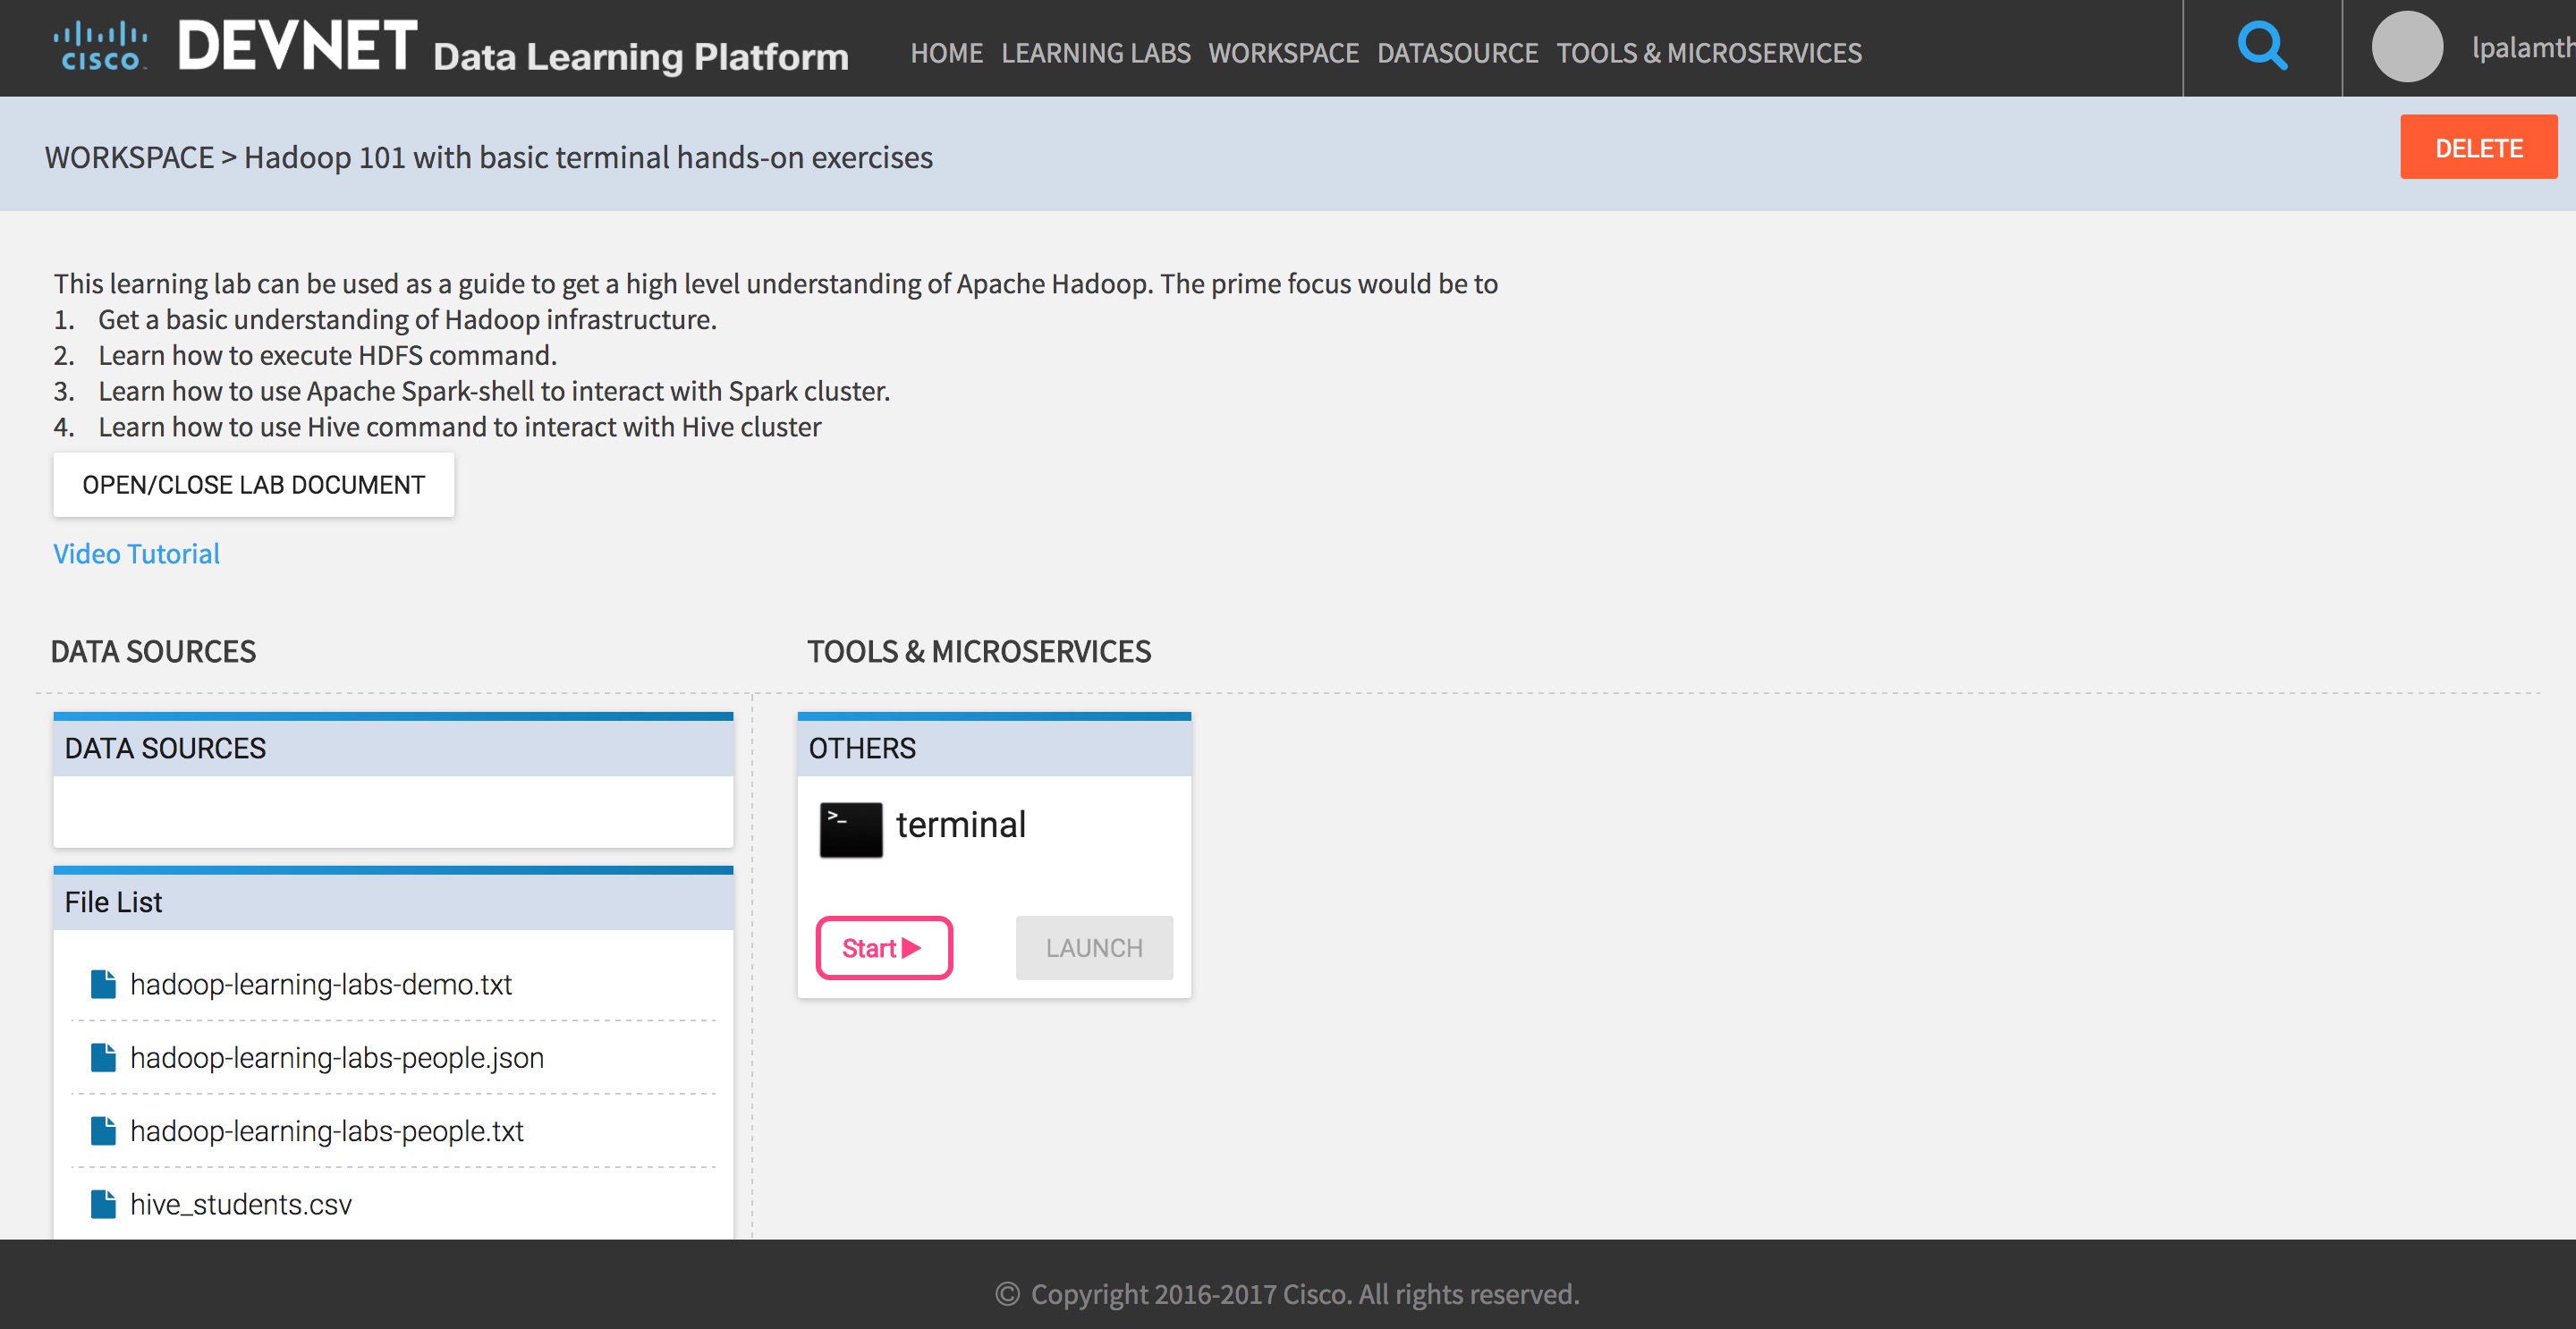 CISCO DEVNET Data Learning Platform HOME LEARNING LABS WORKSPACE DATASOURCE TOOLS & MICROSERVICES lpalamth
WORKSPACE > Hadoop 101 with basic terminal hands-on exercises DELETE
This learning lab can be used as a guide to get a high level understanding of Apache Hadoop. The prime focus would be to
1. Get a basic understanding of Hadoop infrastructure.
2. Learn how to execute HDFS command.
3. Learn how to use Apache Spark-shell to interact with Spark cluster.
4. Learn how to use Hive command to interact with Hive cluster
OPEN/CLOSE LAB DOCUMENT
Video Tutorial
DATA SOURCES
DATA SOURCES
File List
hadoop-learning-labs-demo.txt
hadoop-learning-labs-people.json
hadoop-learning-labs-people.txt
hive_students.csv
TOOLS & MICROSERVICES
OTHERS
>_ terminal
Start LAUNCH
© Copyright 2016-2017 Cisco. All rights reserved.